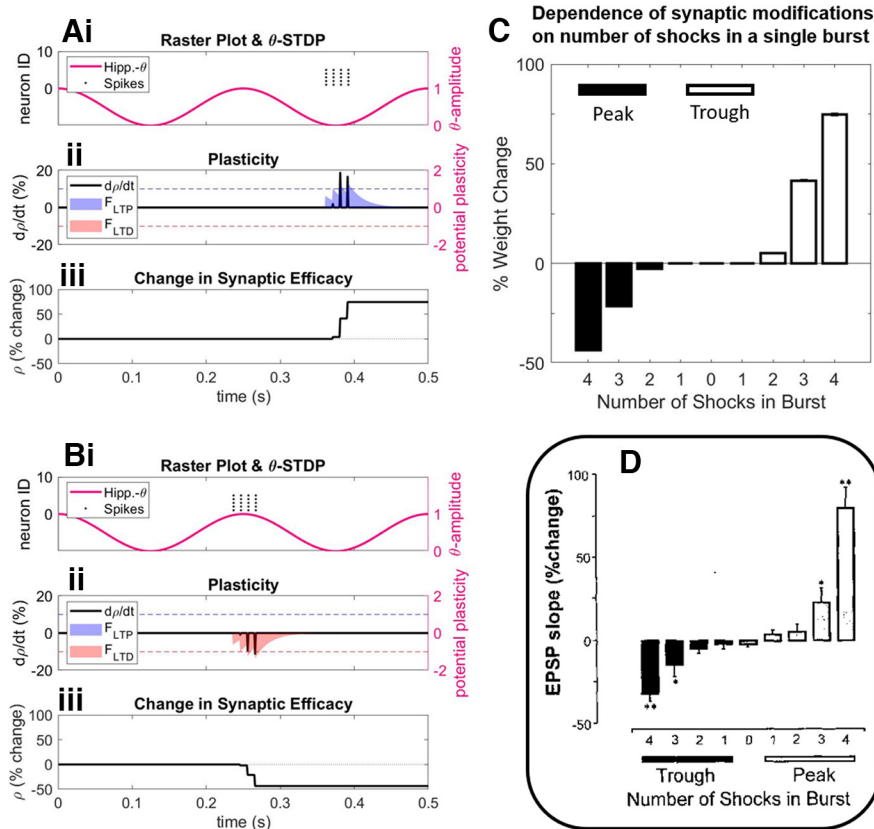 Ai
Raster Plot & θ-STDP
neuron ID
10
0
Hipp.-θ
Spikes
1
0
θ-amplitude
ii
Plasticity
dρ/dt (%)
20
0
20
dρ/dt
F_LTP
F_LTD
2
0
-2
potential plasticity
iii
Change in Synaptic Efficacy
ρ (% change)
100
50
0
-50
0 0.1 0.2 0.3 0.4 0.5
time (s)
Bi
Raster Plot & θ-STDP
neuron ID
10
0
Hipp.-θ
Spikes
1
0
θ-amplitude
ii
Plasticity
dρ/dt (%)
20
0
-20
dρ/dt
F_LTP
F_LTD
2
1
0
-1
-2
potential plasticity
iii
Change in Synaptic Efficacy
ρ (% change)
100
50
0
-50
0 0.1 0.2 0.3 0.4 0.5
time (s)
C
Dependence of synaptic modifications
on number of shocks in a single burst
Peak Trough
% Weight Change
100
50
0
-50
4 3 2 1 0 1 2 3 4
Number of Shocks in Burst
D
EPSP slope (%change)
100
50
0
-50
**
*
*
**
4 3 2 1 0 1 2 3 4
Trough Peak
Number of Shocks in Burst